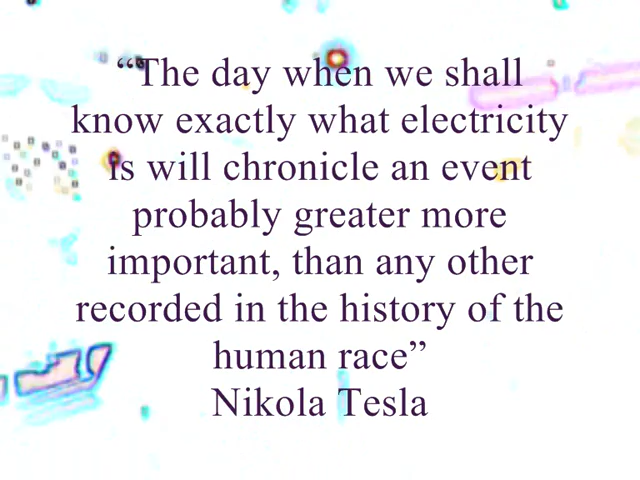 “The day when we shall
know exactly what electricity
is will chronicle an event
probably greater more
important, than any other
recorded in the history of the
human race”
Nikola Tesla